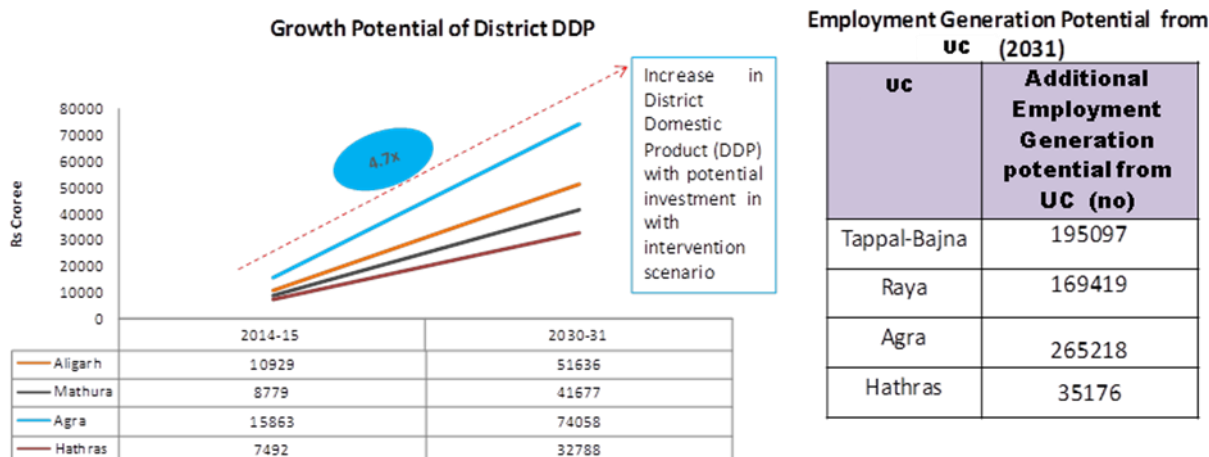 Growth Potential of District DDP
80000
70000
60000
50000
40000
30000
20000
10000
0
Rs Croree
4.7x
Increase in
District
Domestic
Product (DDP)
with potential
investment in
with
intervention
scenario
2014-15 2030-31
Aligarh 10929 51636
Mathura 8779 41677
Agra 15863 74058
Hathras 7492 32788
Employment Generation Potential from
UC (2031)
UC
Additional
Employment
Generation
potential from
UC (no)
Tappal-Bajna 195097
Raya 169419
Agra 265218
Hathras 35176